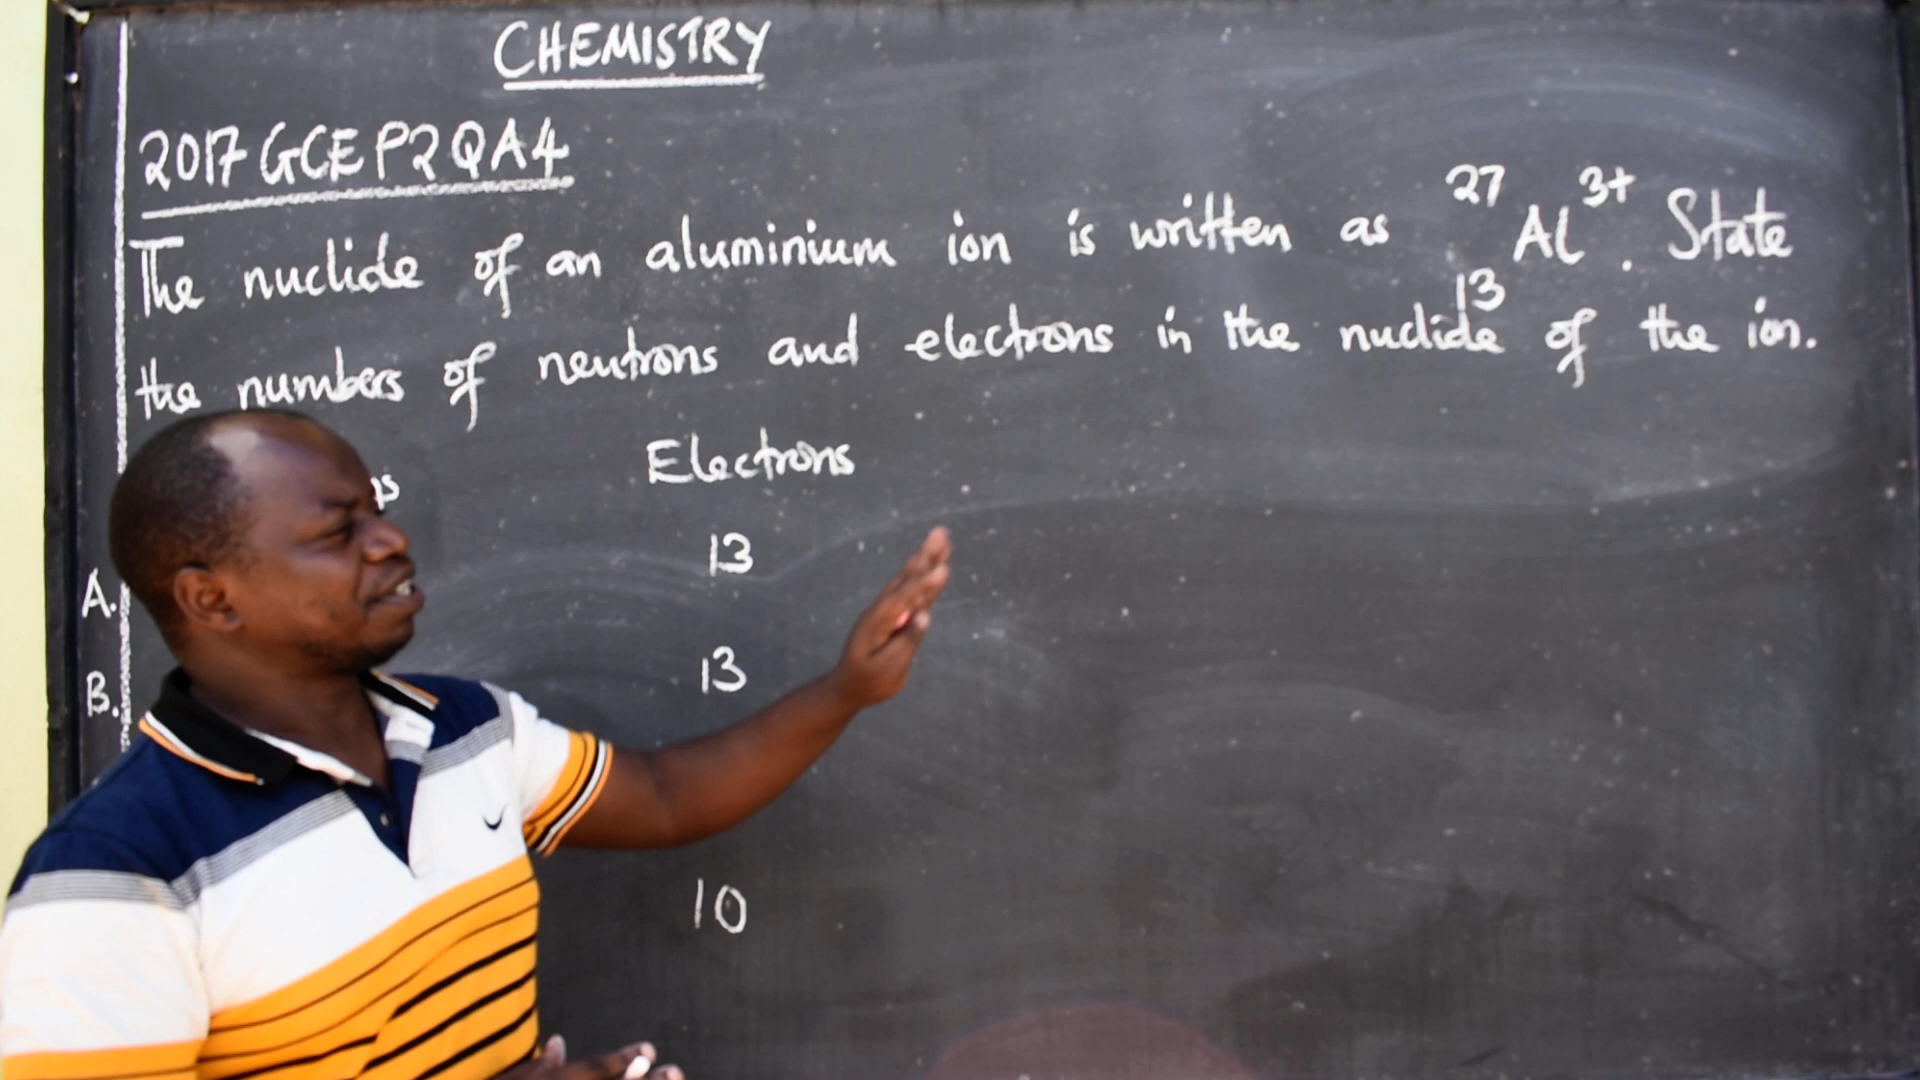 CHEMISTRY
2017 GCE P2 QA4
The nuclide of an aluminium ion is written as ²⁷₁₃Al³⁺. State
the numbers of neutrons and electrons in the nuclide of the ion.
Electrons
A. 13
B. 13
10